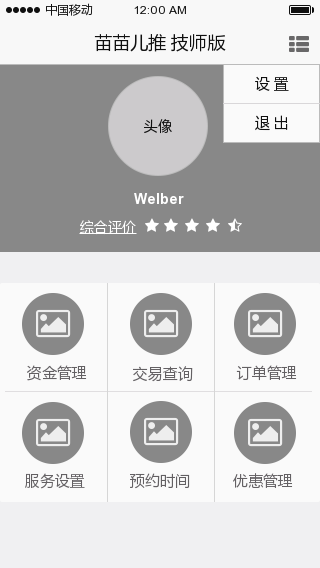 中国移动 12:00 AM
苗苗儿推 技师版
设 置
退 出
头像
Welber
综合评价
资金管理 交易查询 订单管理
服务设置 预约时间 优惠管理